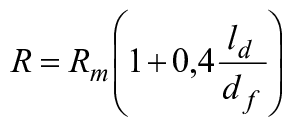 R = R_m(1+0,4 l_d/d_f)